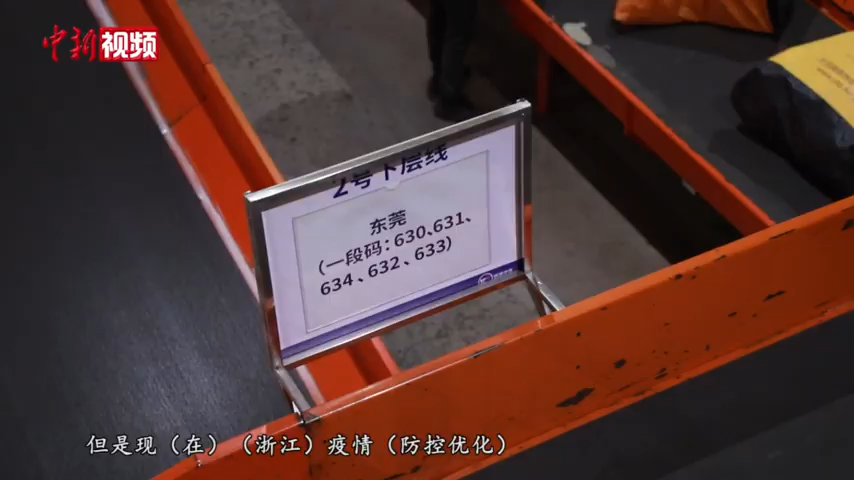 中新视频
2号下层线
东莞
(一段码：630、631、
634、632、633)
但是现（在）（浙江）疫情（防控优化）